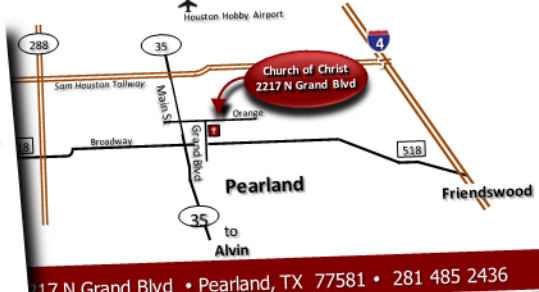 Houston Hobby Airport
288
35
4
Sam Houston Tollway
Church of Christ
2217 N Grand Blvd
Main St
Orange
Grand Blvd
Broadway
518
Pearland
Friendswood
35
to
Alvin
217 N Grand Blvd • Pearland, TX 77581 • 281 485 2436